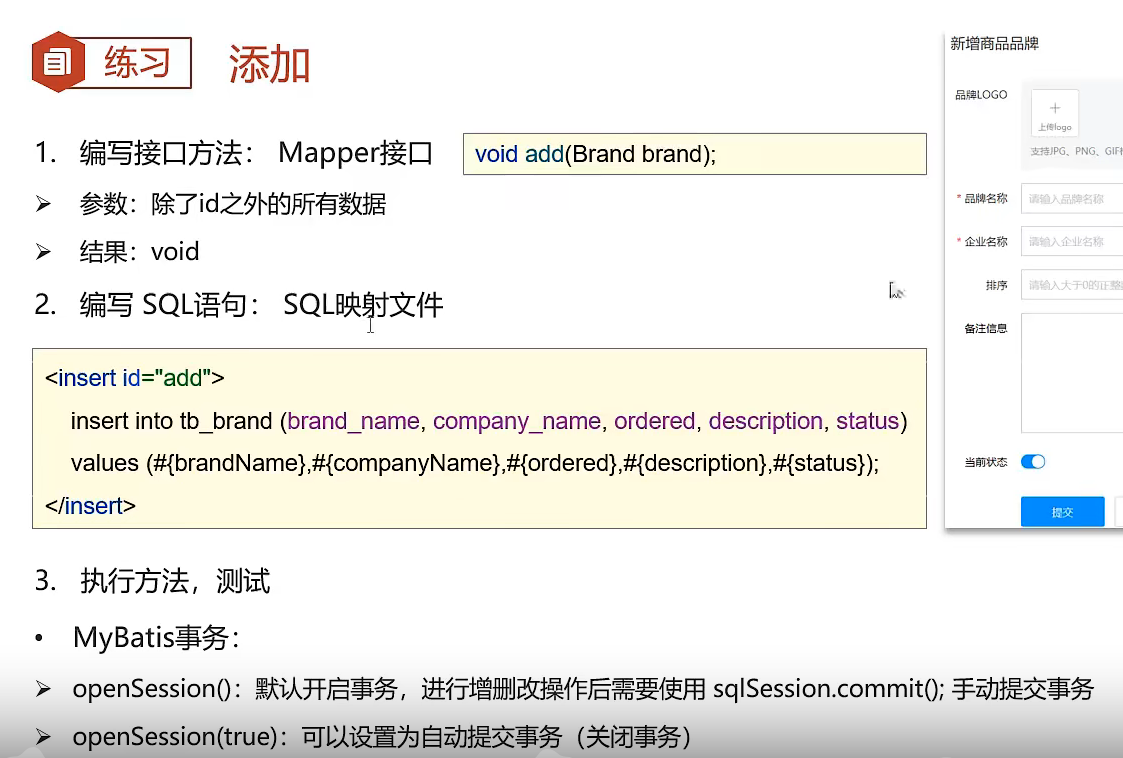 练习 添加
1. 编写接口方法： Mapper接口 void add(Brand brand);
➢ 参数：除了id之外的所有数据
➢ 结果：void
2. 编写 SQL语句： SQL映射文件
<insert id="add">
insert into tb_brand (brand_name, company_name, ordered, description, status)
values (#{brandName},#{companyName},#{ordered},#{description},#{status});
</insert>
3. 执行方法，测试
• MyBatis事务：
➢ openSession()：默认开启事务，进行增删改操作后需要使用 sqlSession.commit(); 手动提交事务
➢ openSession(true)：可以设置为自动提交事务（关闭事务）
新增商品品牌
品牌LOGO
上传logo
支持JPG、PNG、GIF
* 品牌名称 请输入品牌名称
* 企业名称 请输入企业名称
排序 请输入大于0的正整
备注信息
当前状态
提交